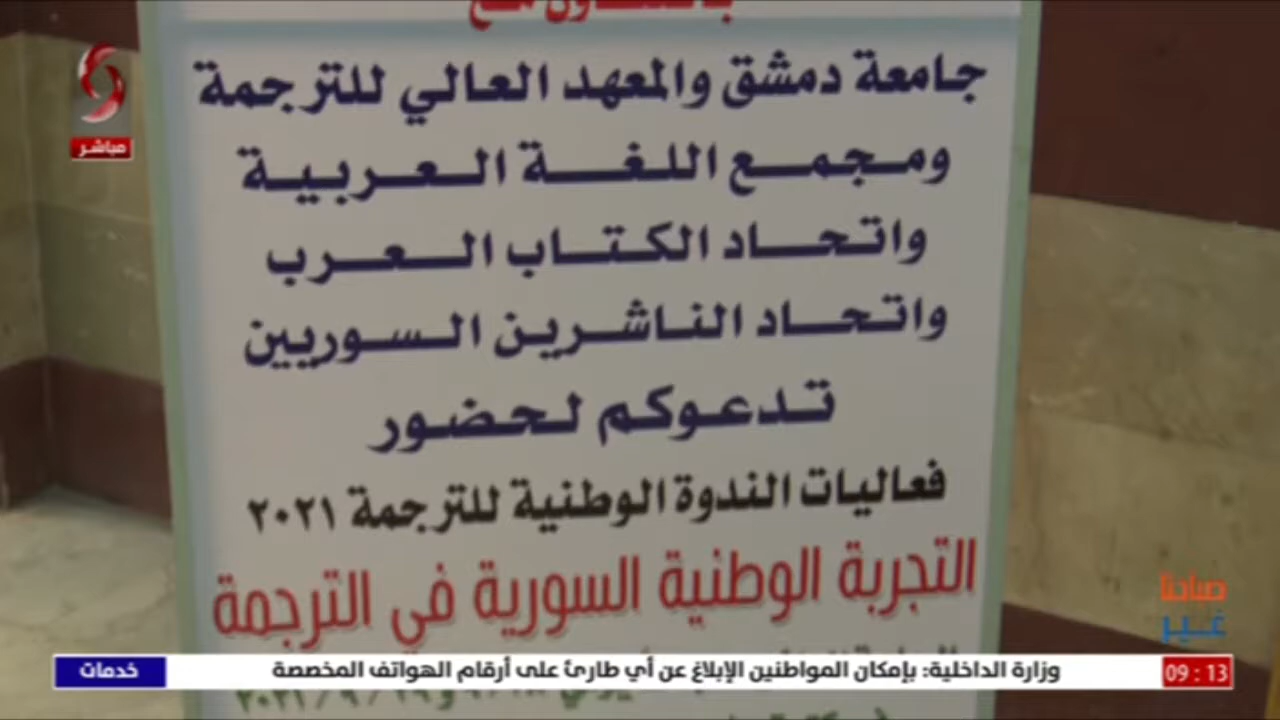 بالتعاون مع
جامعة دمشق والمعهد العالي للترجمة
ومجمع اللغة العربية
واتحاد الكتاب العرب
واتحاد الناشرين السوريين
تدعوكم لحضور
فعاليات الندوة الوطنية للترجمة ٢٠٢١
التجربة الوطنية السورية في الترجمة
مباشر
صباحنا
غير
وزارة الداخلية: بإمكان المواطنين الإبلاغ عن أي طارئ على أرقام الهواتف المخصصة
خدمات
09:13